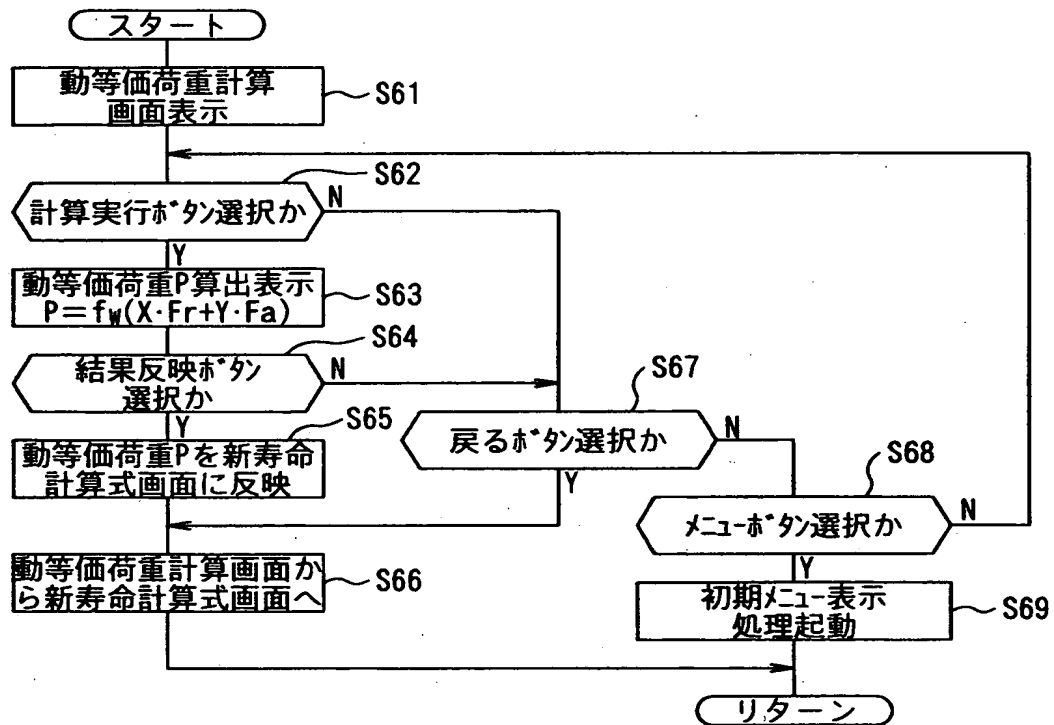 スタート
動等価荷重計算
画面表示
S61
S62
計算実行ボタン選択か
N
Y
動等価荷重P算出表示
P=fw(X·Fr+Y·Fa)
S63
S64
結果反映ボタン
選択か
N
Y
S65
動等価荷重Pを新寿命
計算式画面に反映
S67
戻るボタン選択か
N
Y
S68
メニューボタン選択か
N
Y
動等価荷重計算画面か
ら新寿命計算式画面へ
S66
初期メニュー表示
処理起動
S69
リターン